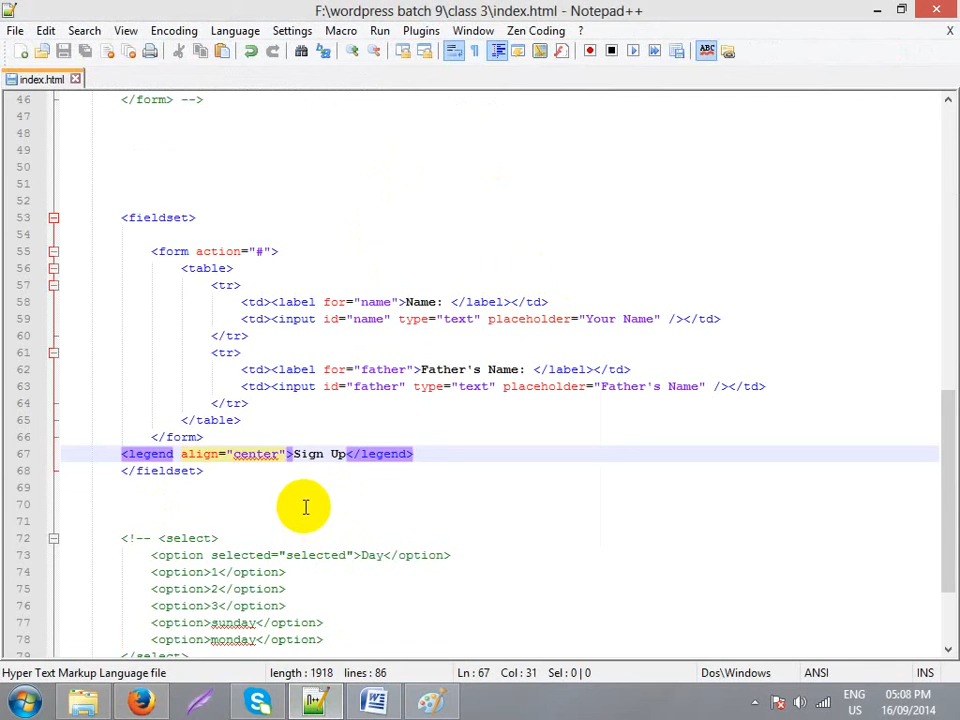 F:\wordpress batch 9\class 3\index.html - Notepad++
File Edit Search View Encoding Language Settings Macro Run Plugins Window Zen Coding ? X
index.html
46 </form> -->
47
48
49
50
51
52
53 <fieldset>
54
55 <form action="#">
56 <table>
57 <tr>
58 <td><label for="name">Name: </label></td>
59 <td><input id="name" type="text" placeholder="Your Name" /></td>
60 </tr>
61 <tr>
62 <td><label for="father">Father's Name: </label></td>
63 <td><input id="father" type="text" placeholder="Father's Name" /></td>
64 </tr>
65 </table>
66 </form>
67 <legend align="center">Sign Up</legend>
68 </fieldset>
69
70
71
72 <!-- <select>
73 <option selected="selected">Day</option>
74 <option>1</option>
75 <option>2</option>
76 <option>3</option>
77 <option>sunday</option>
78 <option>monday</option>
79 </select>
Hyper Text Markup Language file length : 1918 lines : 86 Ln : 67 Col : 31 Sel : 0 | 0 Dos\Windows ANSI INS
ENG 05:08 PM
US 16/09/2014